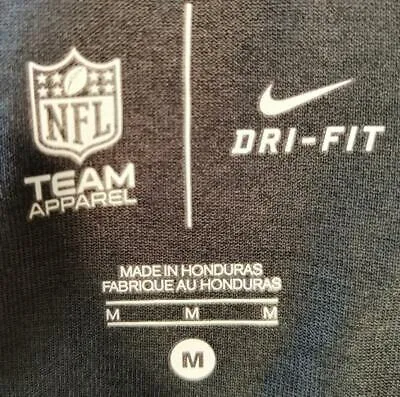 NFL
TEAM
APPAREL
DRI-FIT
MADE IN HONDURAS
FABRIQUE AU HONDURAS
M M M
M